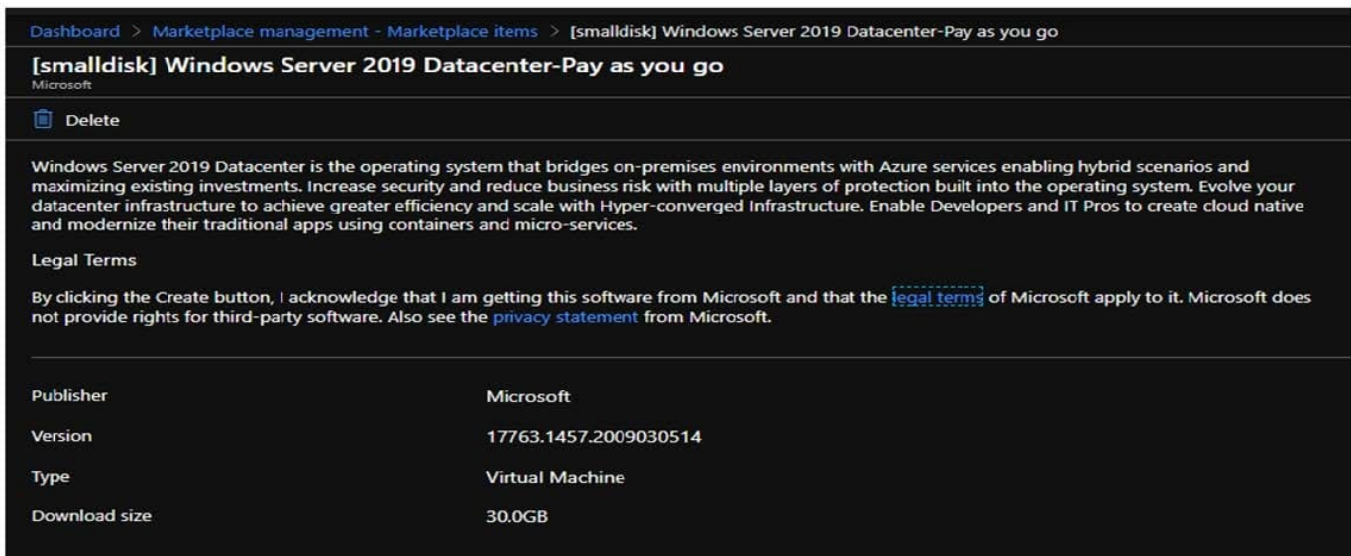 Dashboard > Marketplace management - Marketplace items > [smalldisk] Windows Server 2019 Datacenter-Pay as you go
[smalldisk] Windows Server 2019 Datacenter-Pay as you go
Microsoft
Delete
Windows Server 2019 Datacenter is the operating system that bridges on-premises environments with Azure services enabling hybrid scenarios and
maximizing existing investments. Increase security and reduce business risk with multiple layers of protection built into the operating system. Evolve your
datacenter infrastructure to achieve greater efficiency and scale with Hyper-converged Infrastructure. Enable Developers and IT Pros to create cloud native
and modernize their traditional apps using containers and micro-services.
Legal Terms
By clicking the Create button, I acknowledge that I am getting this software from Microsoft and that the legal terms of Microsoft apply to it. Microsoft does
not provide rights for third-party software. Also see the privacy statement from Microsoft.
Publisher Microsoft
Version 17763.1457.2009030514
Type Virtual Machine
Download size 30.0GB